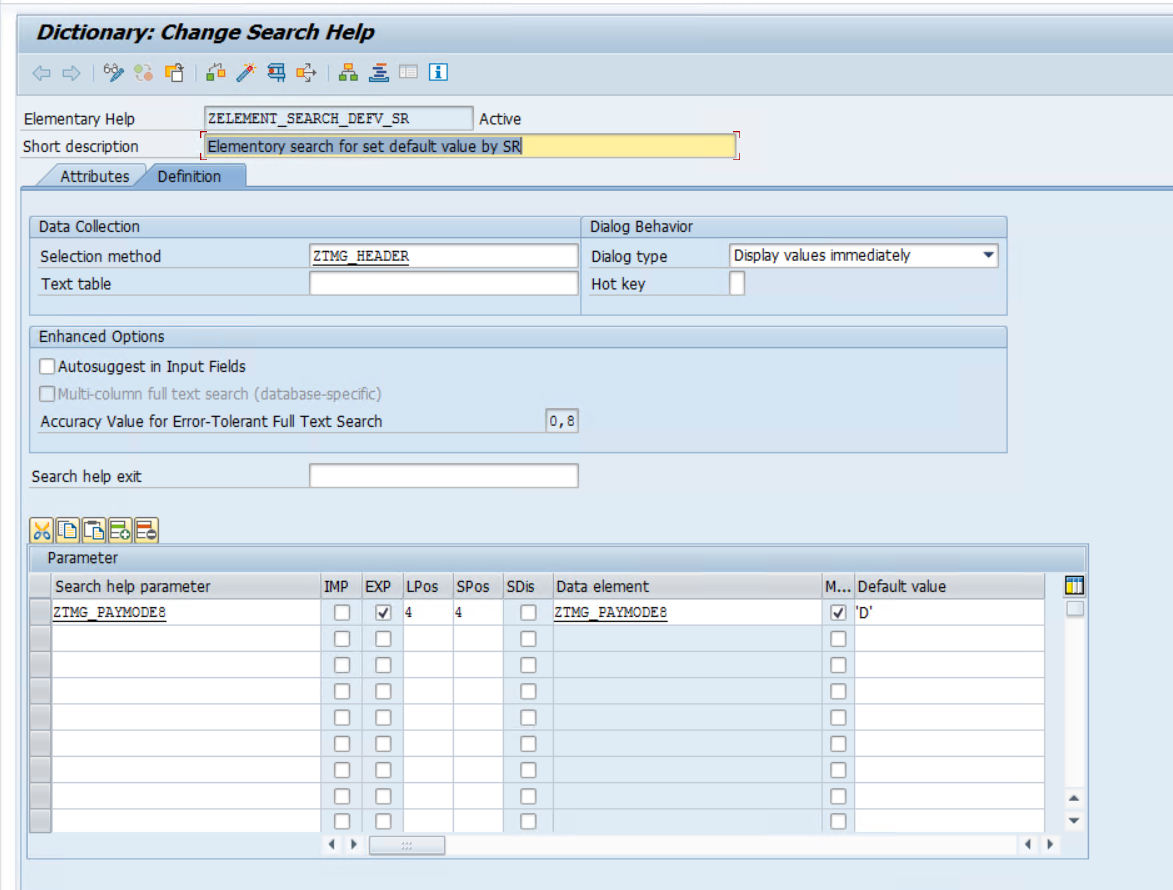 Dictionary: Change Search Help
Elementary Help ZELEMENT_SEARCH_DEFV_SR Active
Short description Elementory search for set default value by SR
Attributes Definition
Data Collection Dialog Behavior
Selection method ZTMG_HEADER Dialog type Display values immediately
Text table Hot key
Enhanced Options
Autosuggest in Input Fields
Multi-column full text search (database-specific)
Accuracy Value for Error-Tolerant Full Text Search 0,8
Search help exit
Parameter
Search help parameter IMP EXP LPos SPos SDis Data element M... Default value
ZTMG_PAYMODE8 4 4 ZTMG_PAYMODE8 'D'